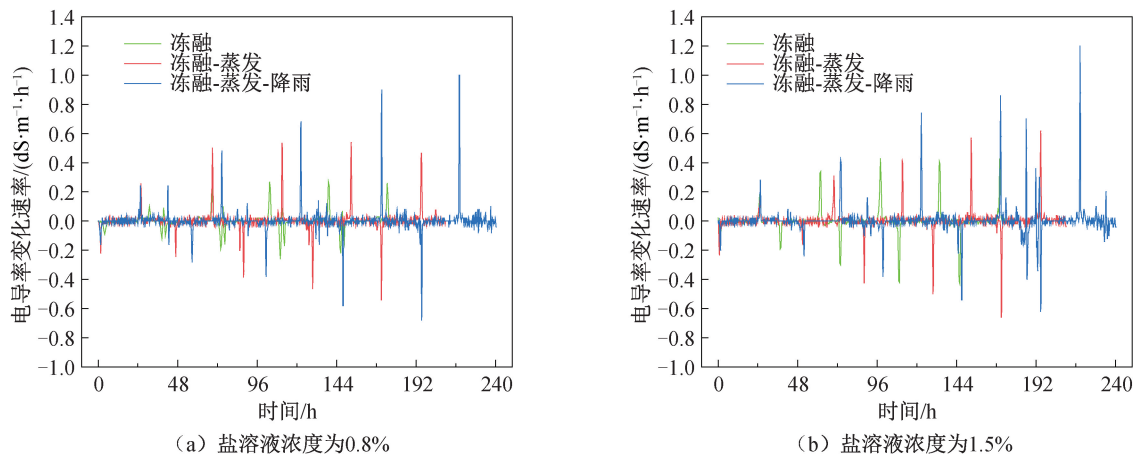 1.4
1.2
1.0
0.8
0.6
0.4
0.2
0.0
−0.2
−0.4
−0.6
−0.8
−1.0
电导率变化速率/(dS·m⁻¹·h⁻¹)
冻融
冻融-蒸发
冻融-蒸发-降雨
0 48 96 144 192 240
时间/h
(a)盐溶液浓度为0.8%
1.4
1.2
1.0
0.8
0.6
0.4
0.2
0.0
−0.2
−0.4
−0.6
−0.8
−1.0
电导率变化速率/(dS·m⁻¹·h⁻¹)
冻融
冻融-蒸发
冻融-蒸发-降雨
0 48 96 144 192 240
时间/h
(b)盐溶液浓度为1.5%